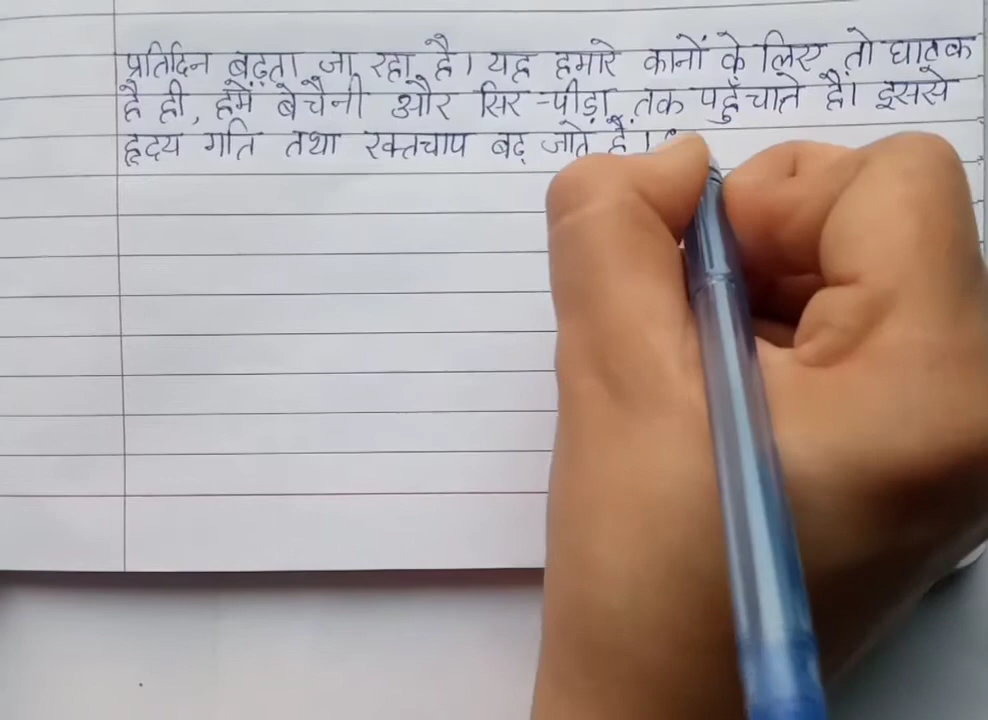 प्रतिदिन बढ़ता जा रहा है। यह हमारे कानों के लिए तो घातक
है ही, हमें बेचैनी और सिर-पीड़ा तक पहुँचाते है। इससे
हृदय गति तथा रक्तचाप बढ़ जाते हैं।